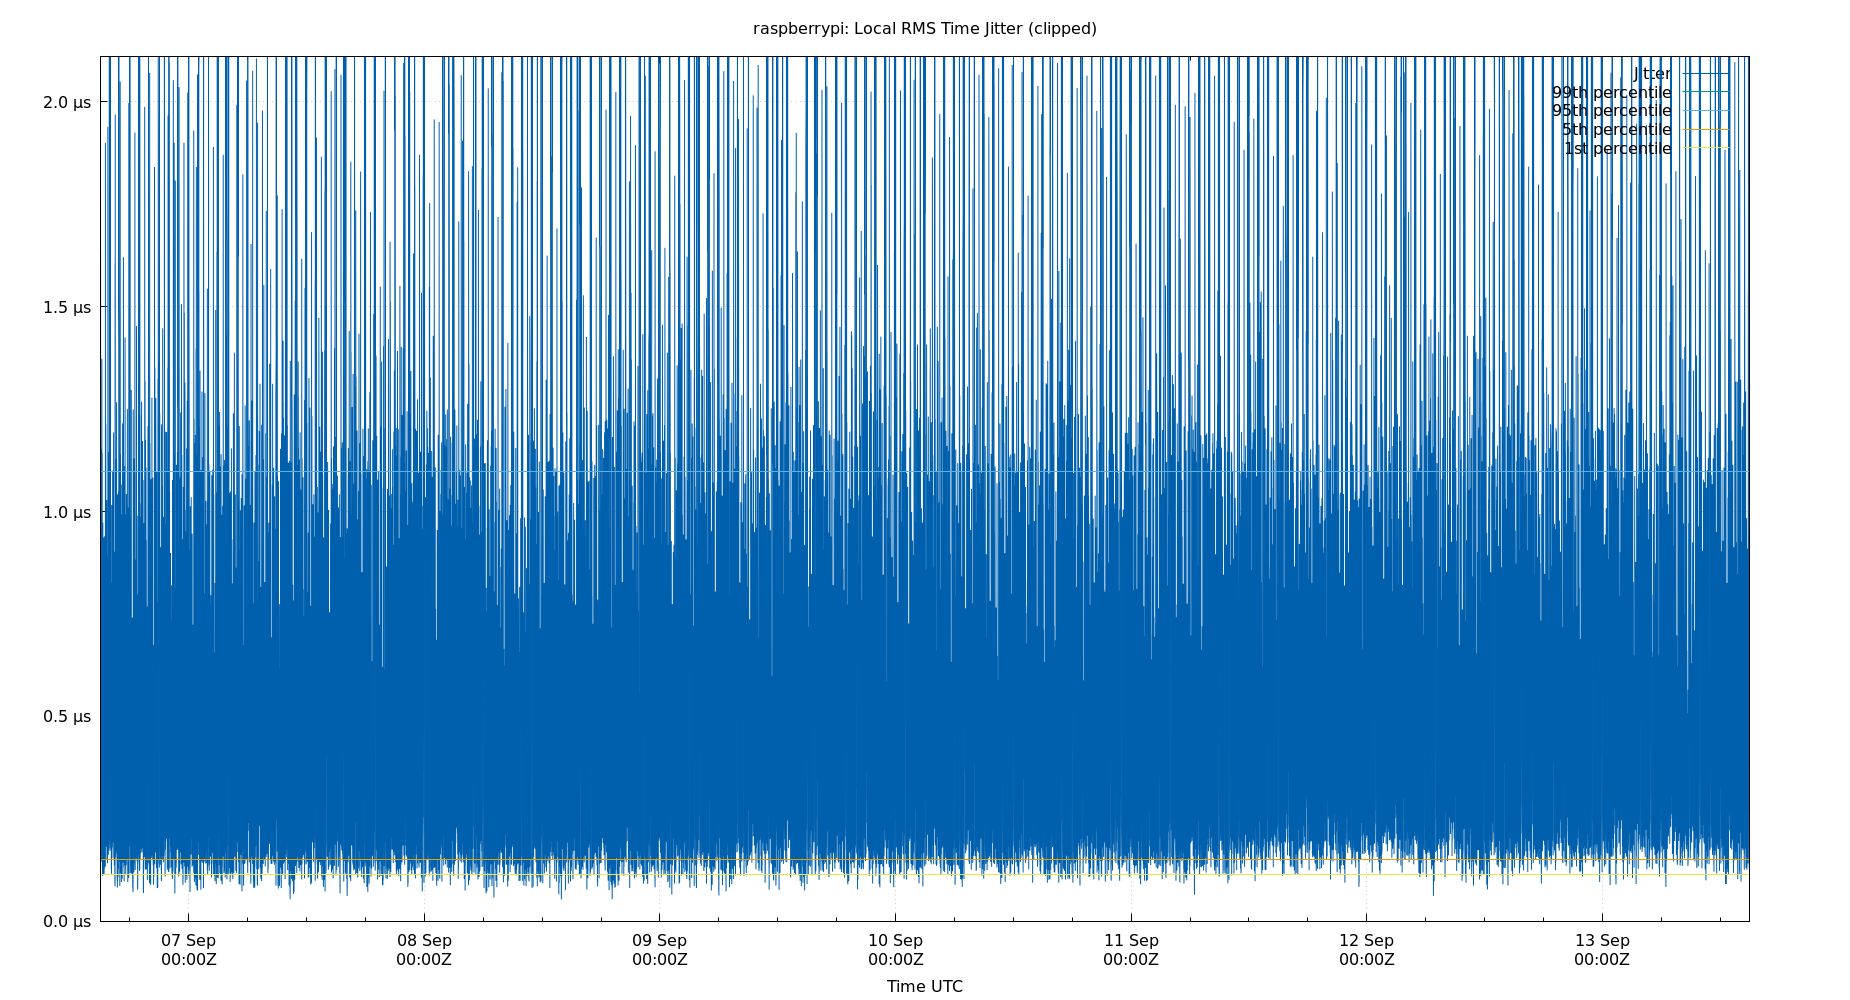 raspberrypi: Local RMS Time Jitter (clipped)
Jitter
99th percentile
95th percentile
5th percentile
1st percentile
2.0 µs
1.5 µs
1.0 µs
0.5 µs
0.0 µs
07 Sep 08 Sep 09 Sep 10 Sep 11 Sep 12 Sep 13 Sep
00:00Z 00:00Z 00:00Z 00:00Z 00:00Z 00:00Z 00:00Z
Time UTC